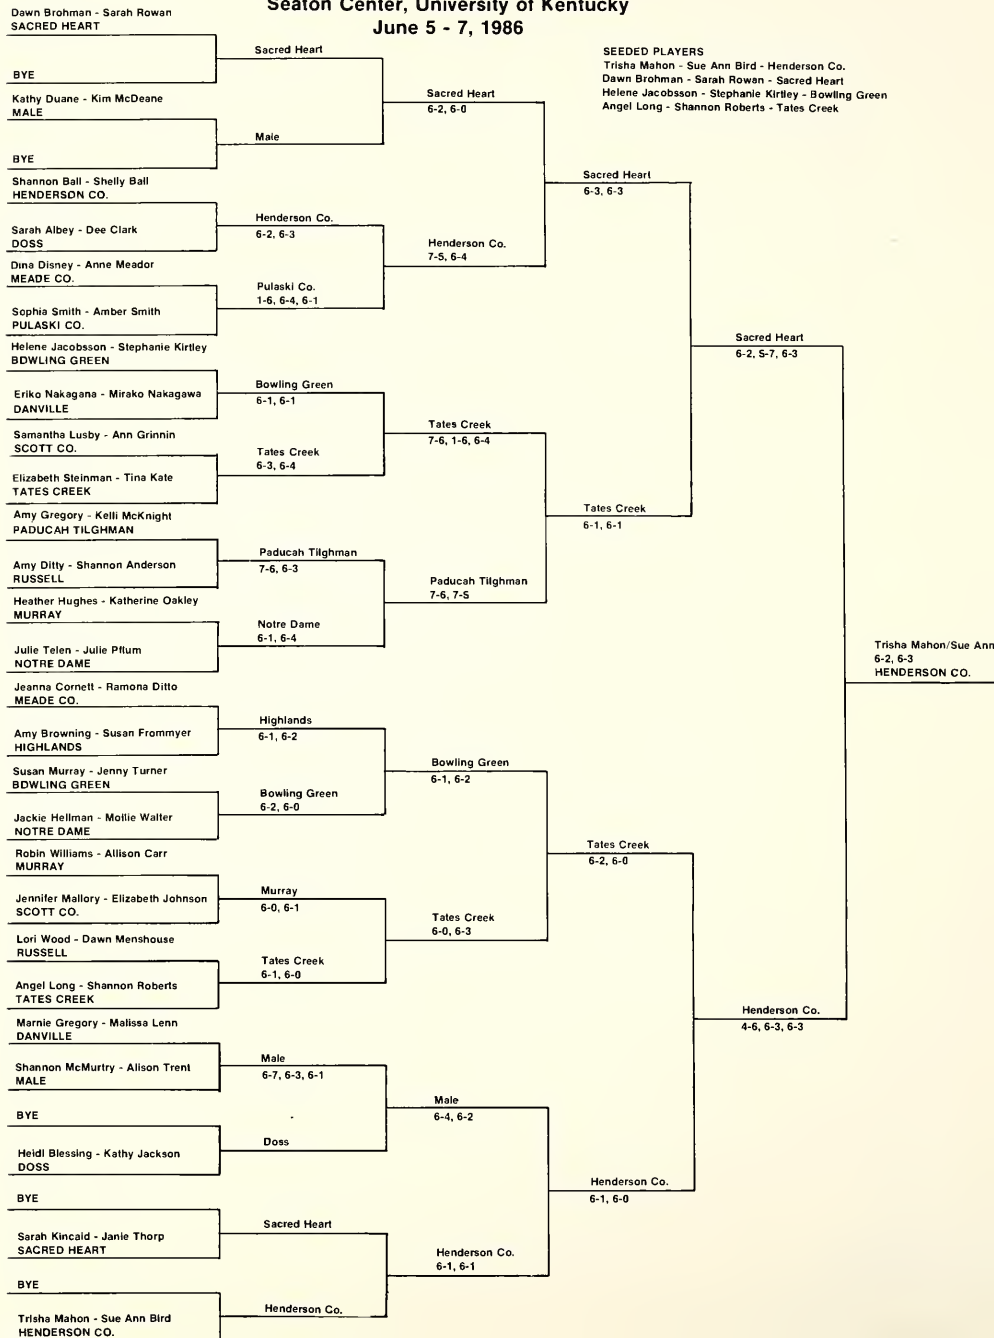 Seaton Center, University of Kentucky
June 5 - 7, 1986
SEEDED PLAYERS
Trisha Mahon - Sue Ann Bird - Henderson Co.
Dawn Brohman - Sarah Rowan - Sacred Heart
Helene Jacobsson - Stephanie Kirtley - Bowling Green
Angel Long - Shannon Roberts - Tates Creek
Dawn Brohman - Sarah Rowan
SACRED HEART
BYE
Kathy Duane - Kim McDeane
MALE
BYE
Shannon Ball - Shelly Ball
HENDERSON CO.
Sarah Albey - Dee Clark
DOSS
Dina Disney - Anne Meador
MEADE CO.
Sophia Smith - Amber Smith
PULASKI CO.
Helene Jacobsson - Stephanie Kirtley
BOWLING GREEN
Eriko Nakagana - Mirako Nakagawa
DANVILLE
Samantha Lusby - Ann Grinnin
SCOTT CO.
Elizabeth Steinman - Tina Kate
TATES CREEK
Amy Gregory - Kelli McKnight
PADUCAH TILGHMAN
Amy Ditty - Shannon Anderson
RUSSELL
Heather Hughes - Katherine Oakley
MURRAY
Julie Telen - Julie Pflum
NOTRE DAME
Jeanna Cornett - Ramona Ditto
MEADE CO.
Amy Browning - Susan Frommyer
HIGHLANDS
Susan Murray - Jenny Turner
BOWLING GREEN
Jackie Hellman - Mollie Walter
NOTRE DAME
Robin Williams - Allison Carr
MURRAY
Jennifer Mallory - Elizabeth Johnson
SCOTT CO.
Lori Wood - Dawn Menshouse
RUSSELL
Angel Long - Shannon Roberts
TATES CREEK
Marnie Gregory - Malissa Lenn
DANVILLE
Shannon McMurtry - Alison Trent
MALE
BYE
Heidi Blessing - Kathy Jackson
DOSS
BYE
Sarah Kincaid - Janie Thorp
SACRED HEART
BYE
Trisha Mahon - Sue Ann Bird
HENDERSON CO.
Sacred Heart
Male
Henderson Co.
6-2, 6-3
Pulaski Co.
1-6, 6-4, 6-1
Bowling Green
6-1, 6-1
Tates Creek
6-3, 6-4
Paducah Tilghman
7-6, 6-3
Notre Dame
6-1, 6-4
Highlands
6-1, 6-2
Bowling Green
6-2, 6-0
Murray
6-0, 6-1
Tates Creek
6-1, 6-0
Male
6-7, 6-3, 6-1
Doss
Sacred Heart
Henderson Co.
Sacred Heart
6-2, 6-0
Henderson Co.
7-5, 6-4
Tates Creek
7-6, 1-6, 6-4
Paducah Tilghman
7-6, 7-5
Bowling Green
6-1, 6-2
Tates Creek
6-0, 6-3
Male
6-4, 6-2
Henderson Co.
6-1, 6-1
Sacred Heart
6-3, 6-3
Tates Creek
6-1, 6-1
Tates Creek
6-2, 6-0
Henderson Co.
6-1, 6-0
Sacred Heart
6-2, 5-7, 6-3
Henderson Co.
4-6, 6-3, 6-3
Trisha Mahon/Sue Ann
6-2, 6-3
HENDERSON CO.